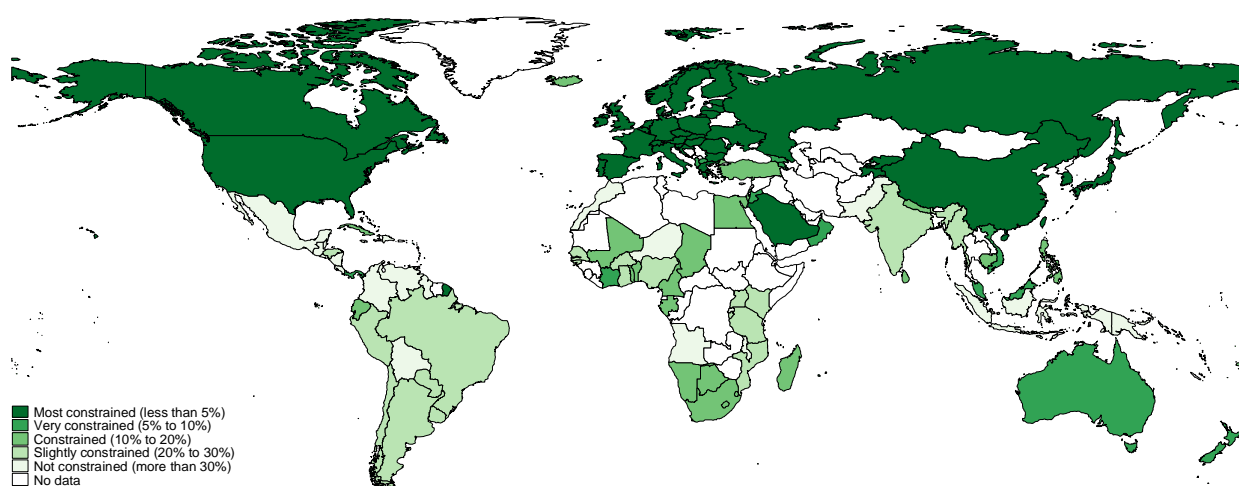 Most constrained (less than 5%)
Very constrained (5% to 10%)
Constrained (10% to 20%)
Slightly constrained (20% to 30%)
Not constrained (more than 30%)
No data